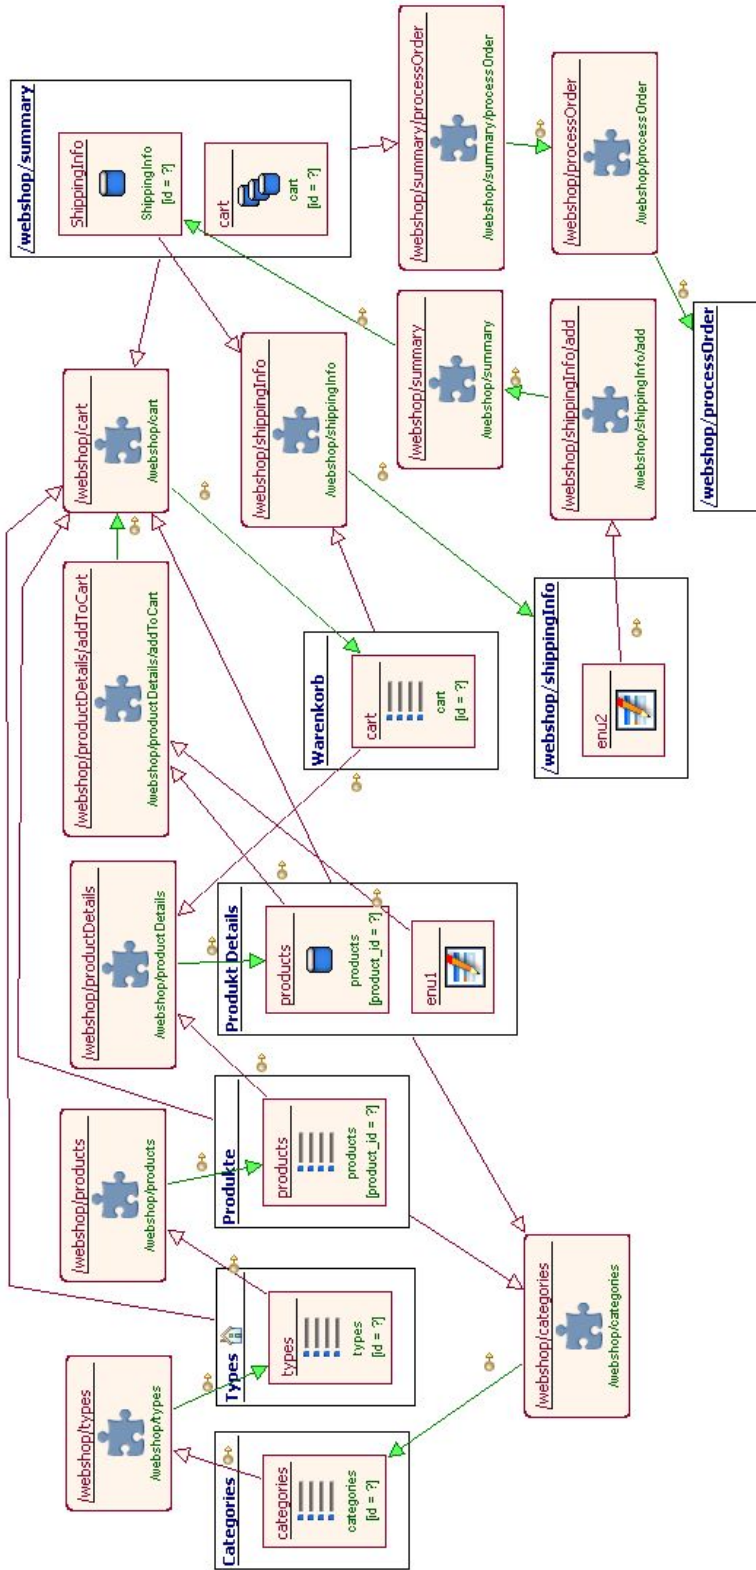 /webshop/types
/webshop/types
/webshop/products
/webshop/products
/webshop/productDetails
/webshop/productDetails
/webshop/productDetails/addToCart
/webshop/productDetails/addToCart
/webshop/cart
/webshop/cart
/webshop/summary
ShippingInfo
ShippingInfo
[id = ?]
cart
cart
[id = ?]
Categories
categories
categories
[id = ?]
Types
types
types
[id = ?]
Produkte
products
products
[product_id = ?]
Produkt Details
products
products
[product_id = ?]
enu1
Warenkorb
cart
cart
[id = ?]
/webshop/shippingInfo
/webshop/shippingInfo
/webshop/summary
/webshop/summary
/webshop/summary/processOrder
/webshop/summary/processOrder
/webshop/categories
/webshop/categories
/webshop/shippingInfo
enu2
/webshop/shippingInfo/add
/webshop/shippingInfo/add
/webshop/processOrder
/webshop/processOrder
/webshop/processOrder